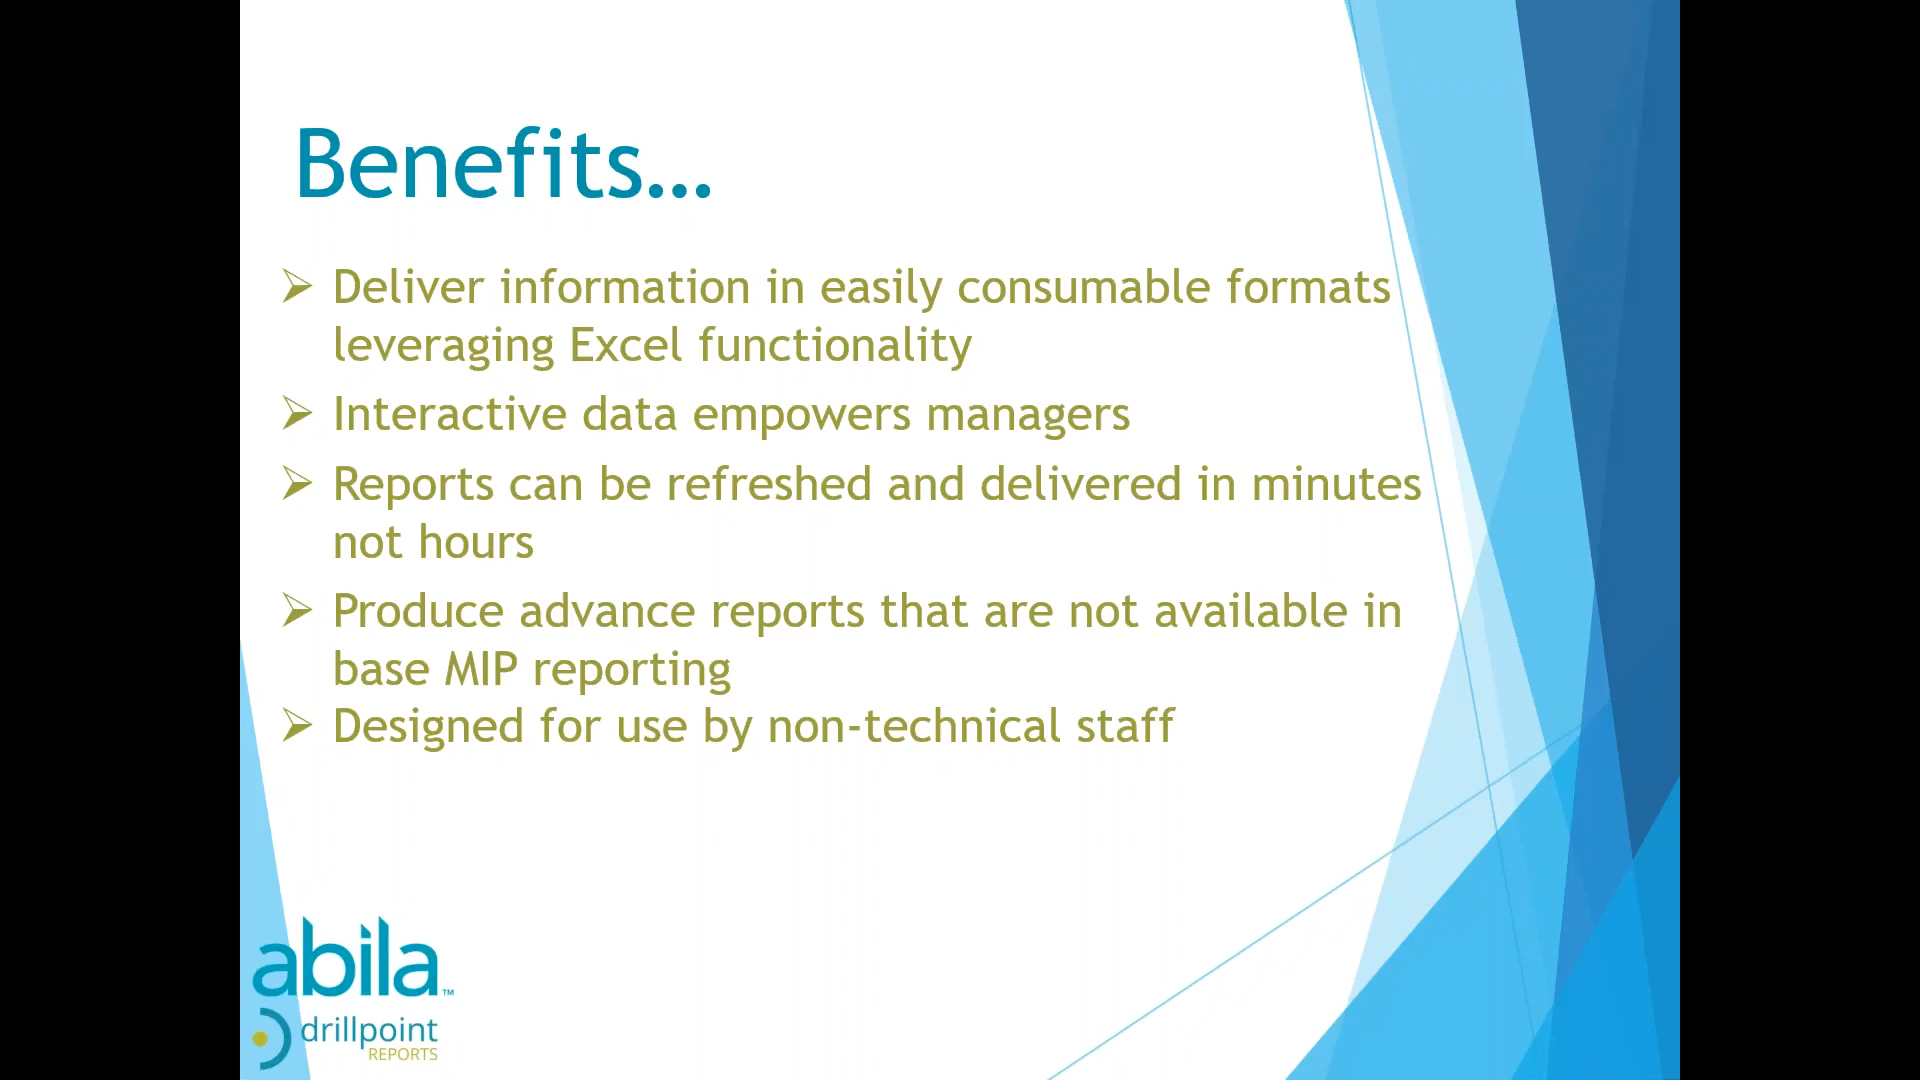 Benefits...
➢ Deliver information in easily consumable formats
leveraging Excel functionality
➢ Interactive data empowers managers
➢ Reports can be refreshed and delivered in minutes
not hours
➢ Produce advance reports that are not available in
base MIP reporting
➢ Designed for use by non-technical staff
abila™
drillpoint
REPORTS